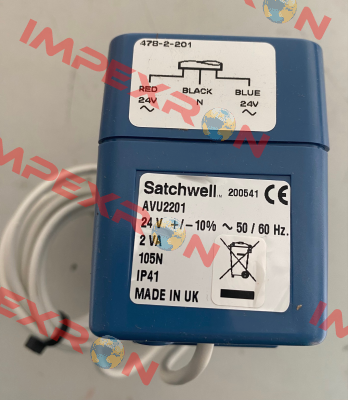 478-2-201
RED BLACK BLUE
24V N 24V
~ ~
Satchwell™ 200541 CE
AVU2201
24 V +/-10% ~ 50/60 Hz.
2 VA
105N
IP41
MADE IN UK
IMPEXRON
IMPEXRON
IMPEXRON